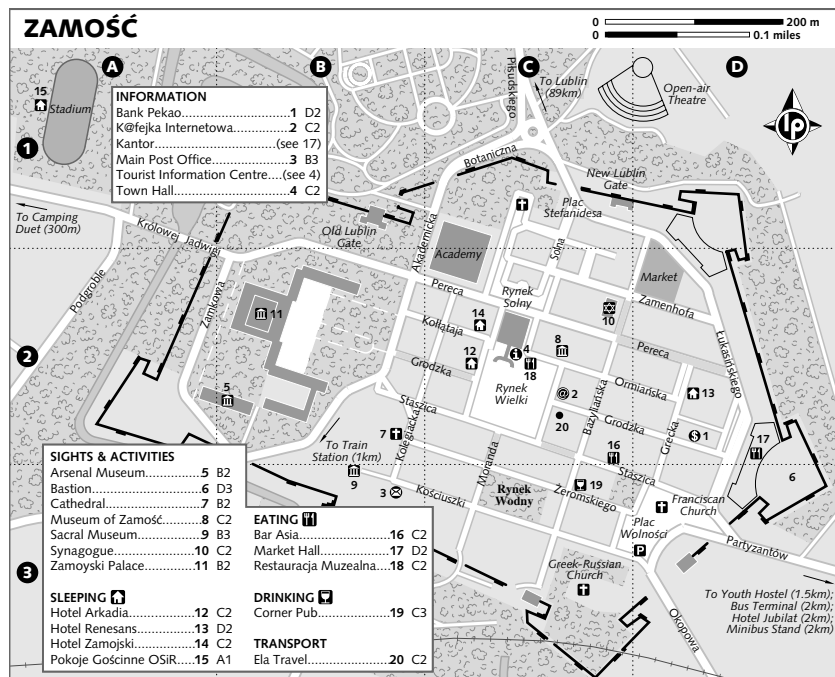 ZAMOŚĆ
0 200 m
0 0.1 miles
A
B
C
D
1
2
3
lp
INFORMATION
Bank Pekao 1 D2
K@fejka Internetowa 2 C2
Kantor (see 17)
Main Post Office 3 B3
Tourist Information Centre (see 4)
Town Hall 4 C2
15
Stadium
To Camping
Duet (300m)
Królowej Jadwigi
Podgroble
Old Lublin
Gate
Akademicka
Botaniczna
Piłsudskiego
To Lublin
(89km)
Open-air
Theatre
New Lublin
Gate
Plac
Stefanidesa
Solna
Academy
Market
Rynek
Solny
Pereca
Zamenhofa
10
Zamkowa
11
14
Kołłątaja
12
Grodzka
4
18
8
Pereca
Łukasińskiego
Rynek
Wielki
Ormiańska
@ 2
13
5
Staszica
20
Bazyliańska
Grodzka
Grecka
$ 1
7
Kolegiacka
16
17
6
To Train
Station (1km)
9
3
Kościuszki
Moranda
Rynek
Wodny
Żeromskiego
19
Staszica
Franciscan
Church
Plac
Wolności
P
Partyzantów
Greek-Russian
Church
Okopowa
To Youth Hostel (1.5km);
Bus Terminal (2km);
Hotel Jubilat (2km);
Minibus Stand (2km)
SIGHTS & ACTIVITIES
Arsenal Museum 5 B2
Bastion 6 D3
Cathedral 7 B2
Museum of Zamość 8 C2
Sacral Museum 9 B3
Synagogue 10 C2
Zamoyski Palace 11 B2
SLEEPING
Hotel Arkadia 12 C2
Hotel Renesans 13 D2
Hotel Zamojski 14 C2
Pokoje Gościnne OSiR 15 A1
EATING
Bar Asia 16 C2
Market Hall 17 D2
Restauracja Muzealna 18 C2
DRINKING
Corner Pub 19 C3
TRANSPORT
Ela Travel 20 C2